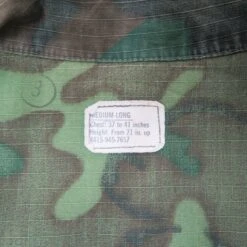 MEDIUM-LONG
Chest: 37 to 41 inches
Height: From 71 in. up
8415-945-7657